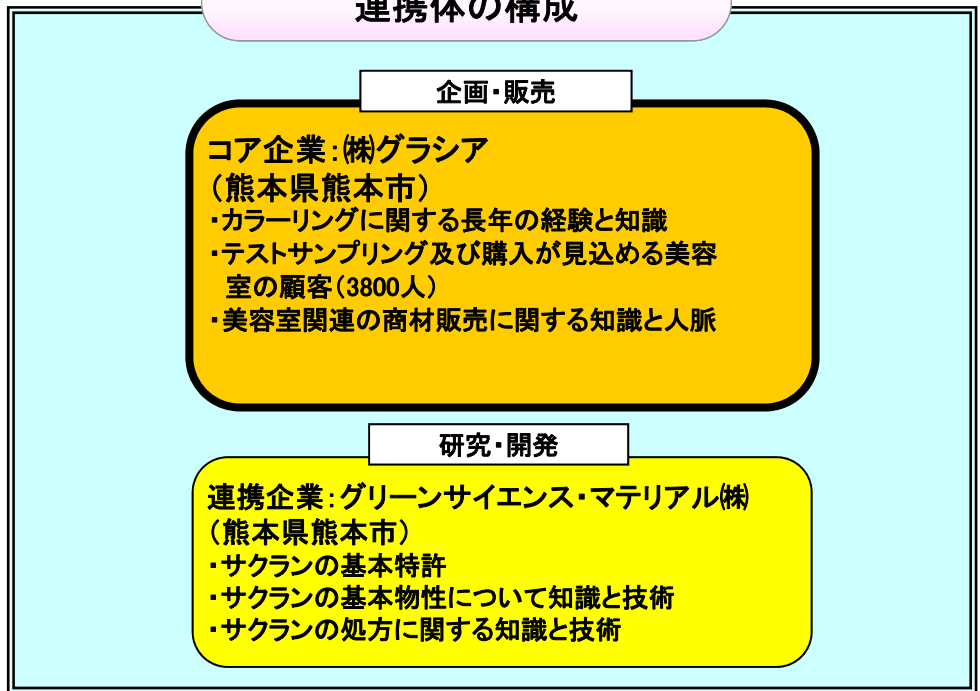 連携体の構成
企画・販売
コア企業：㈱グラシア
（熊本県熊本市）
・カラーリングに関する長年の経験と知識
・テストサンプリング及び購入が見込める美容
室の顧客（3800人）
・美容室関連の商材販売に関する知識と人脈
研究・開発
連携企業：グリーンサイエンス・マテリアル㈱
（熊本県熊本市）
・サクランの基本特許
・サクランの基本物性について知識と技術
・サクランの処方に関する知識と技術